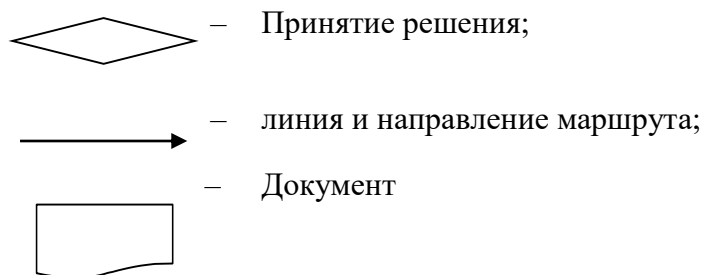 – Принятие решения;
– линия и направление маршрута;
– Документ